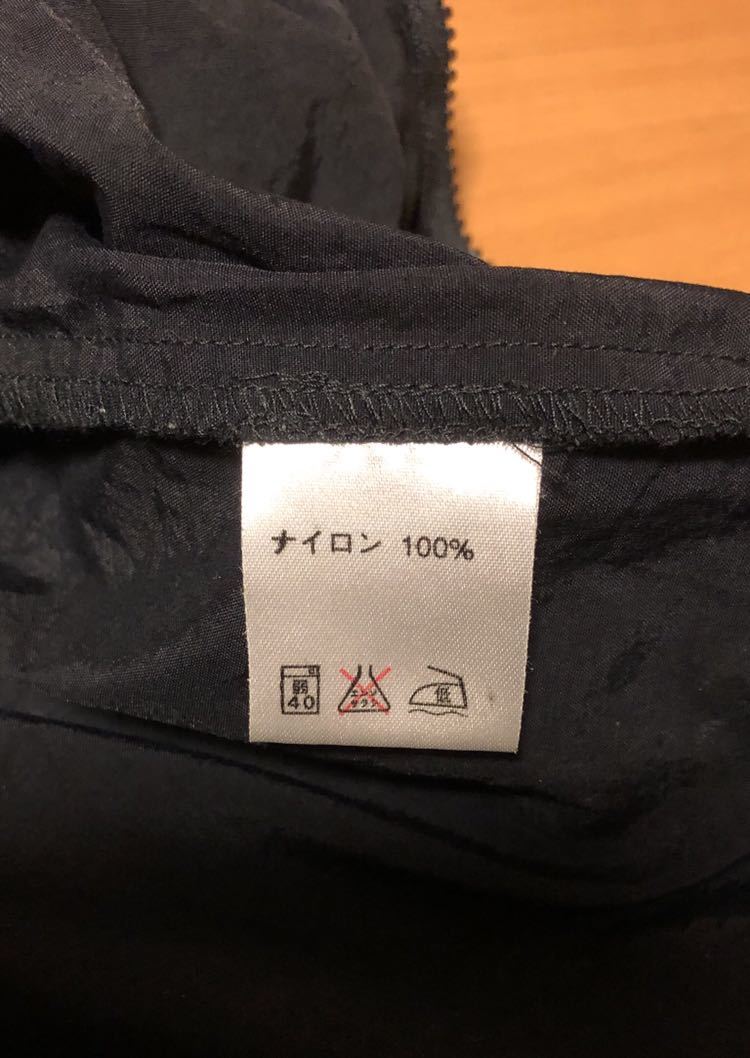 ナイロン 100%
弱 エンソ 低
40 サラシ